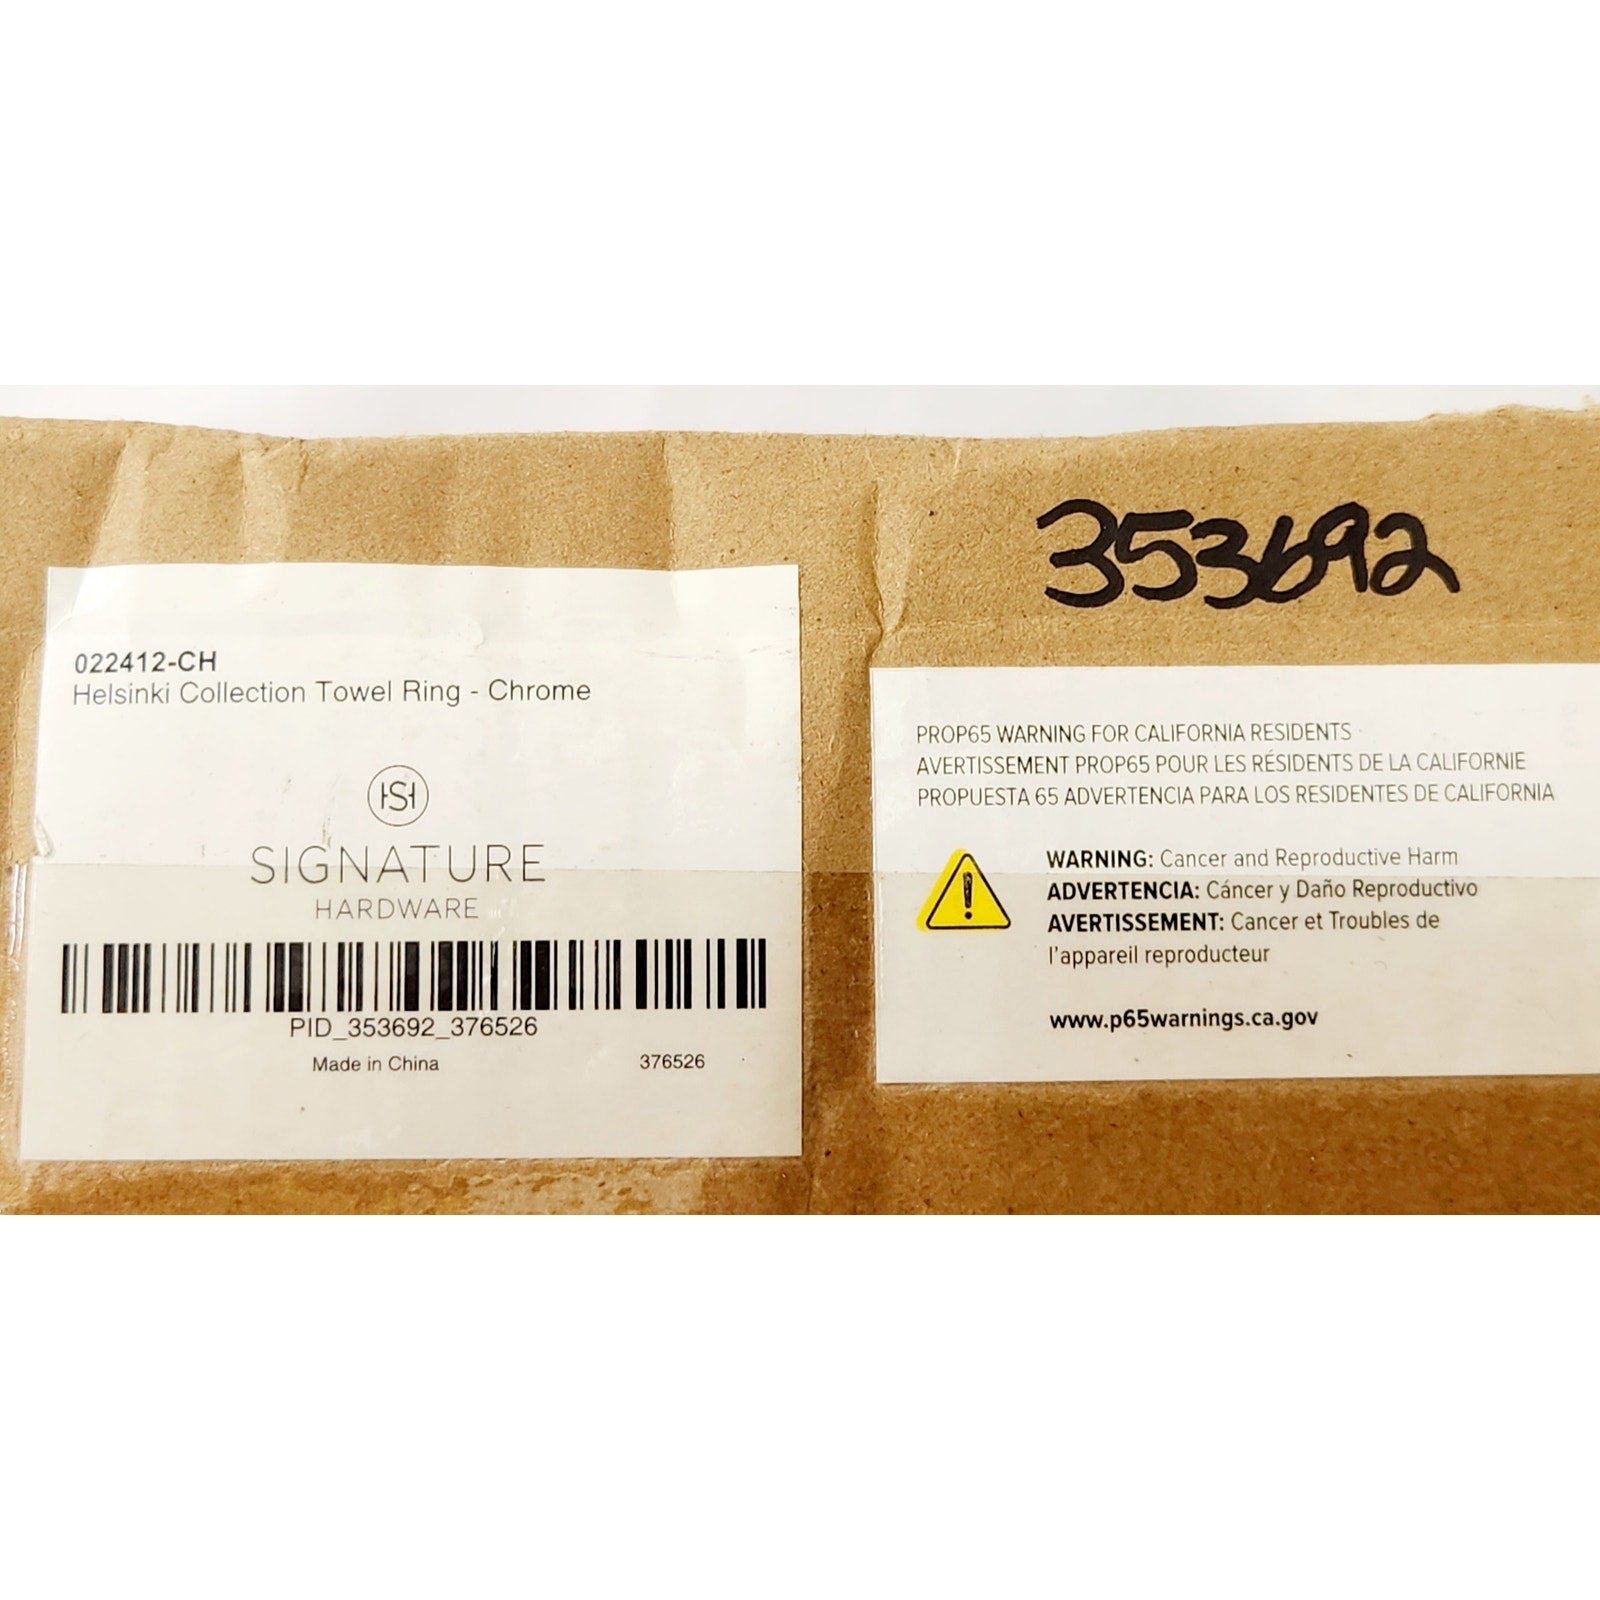 353692
022412-CH
Helsinki Collection Towel Ring - Chrome
SIGNATURE
HARDWARE
PID_353692_376526
Made in China 376526
PROP65 WARNING FOR CALIFORNIA RESIDENTS
AVERTISSEMENT PROP65 POUR LES RÉSIDENTS DE LA CALIFORNIE
PROPUESTA 65 ADVERTENCIA PARA LOS RESIDENTES DE CALIFORNIA
WARNING: Cancer and Reproductive Harm
ADVERTENCIA: Cáncer y Daño Reproductivo
AVERTISSEMENT: Cancer et Troubles de
l'appareil reproducteur
www.p65warnings.ca.gov